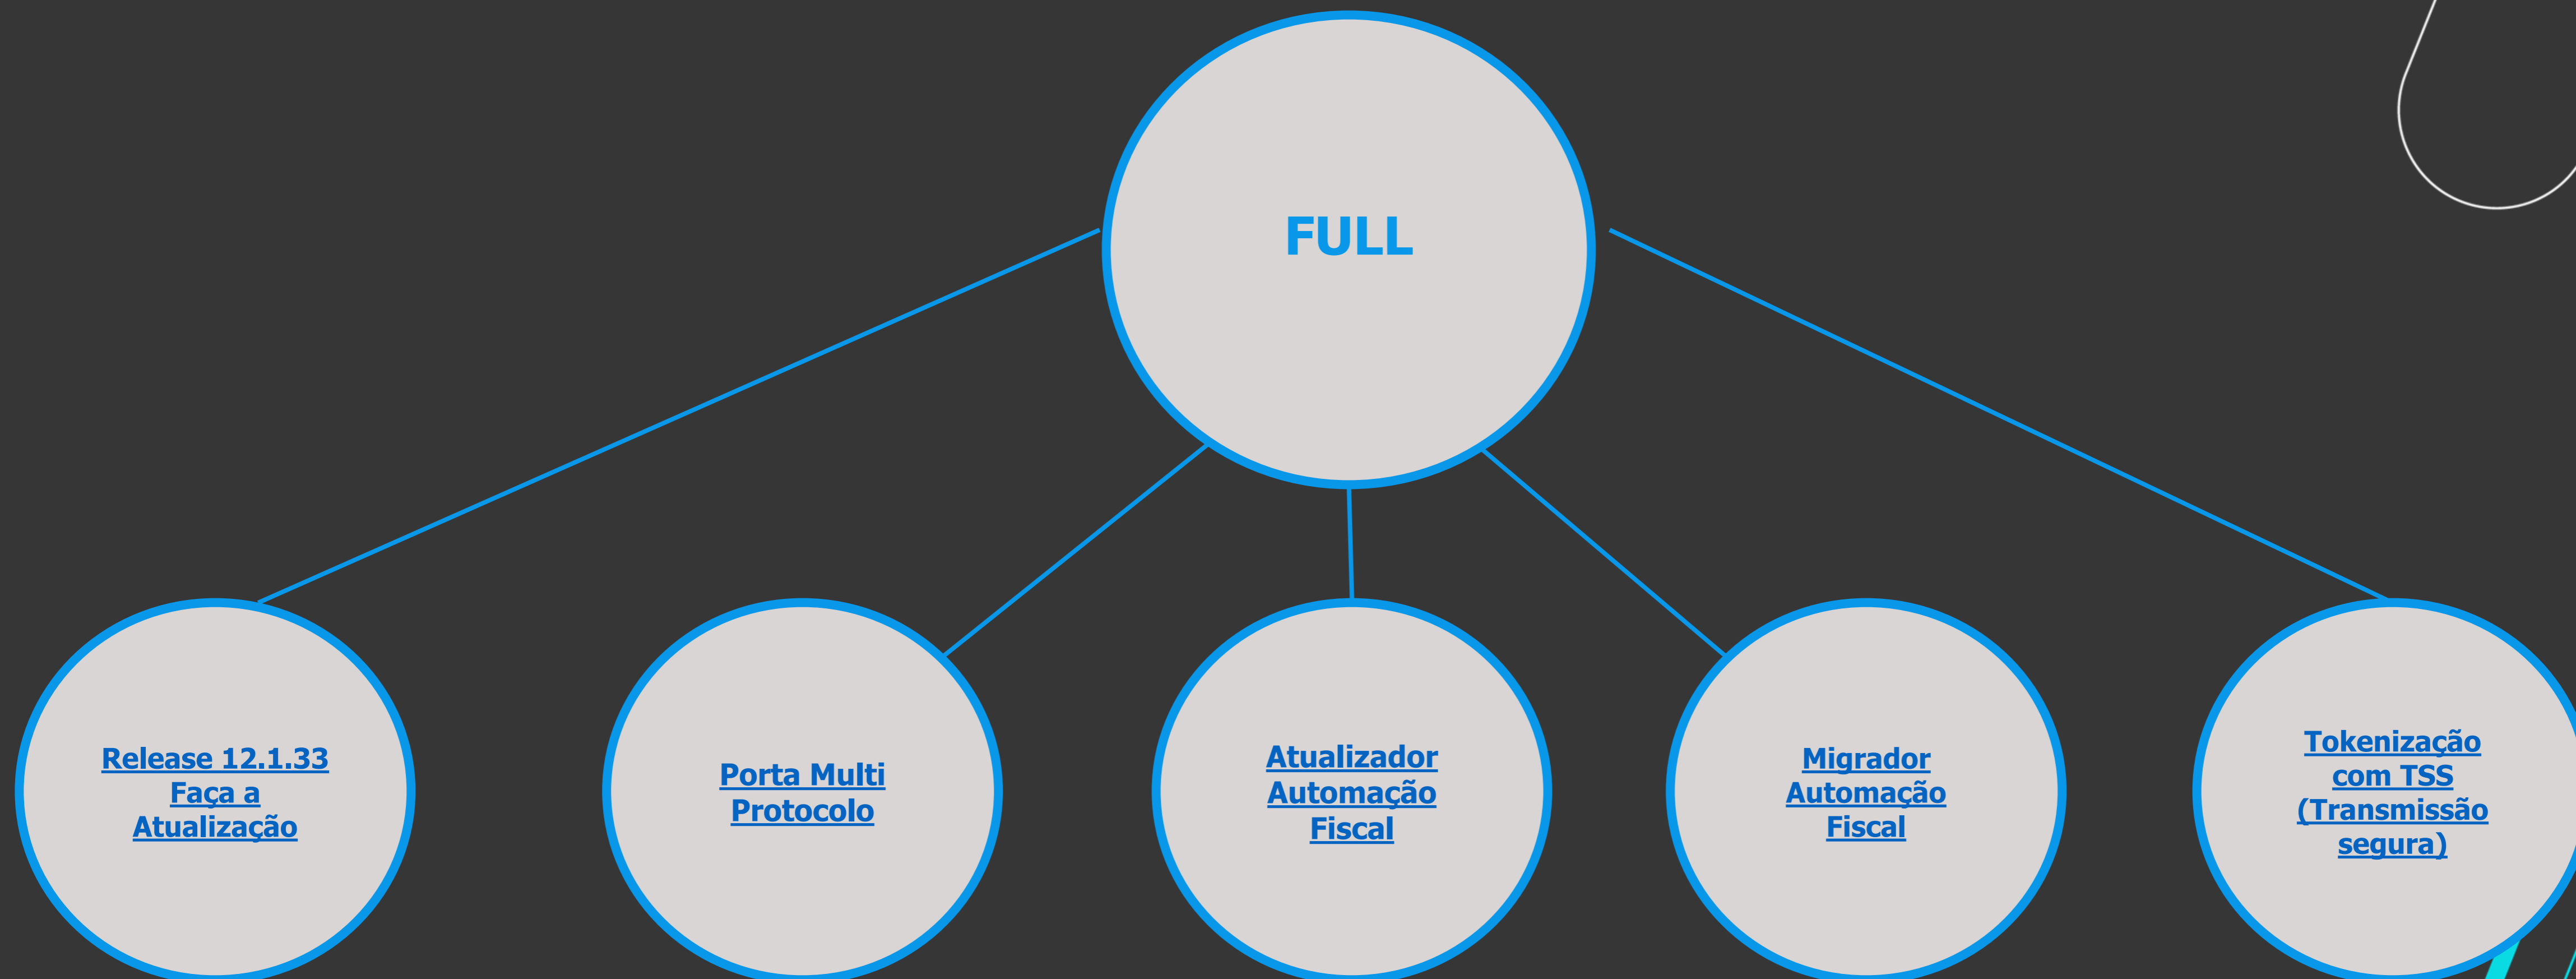 FULL
Release 12.1.33
Faça a
Atualização
Porta Multi
Protocolo
Atualizador
Automação
Fiscal
Migrador
Automação
Fiscal
Tokenização
com TSS
(Transmissão
segura)